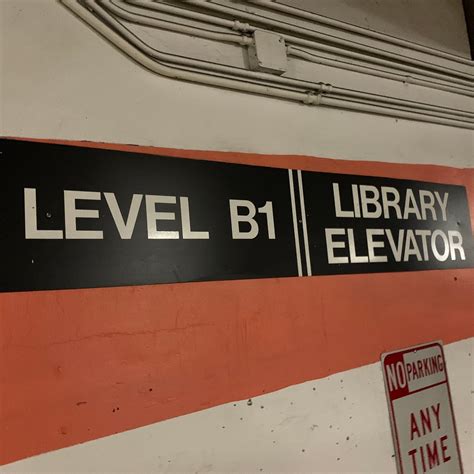 LEVEL B1
LIBRARY
ELEVATOR
NO PARKING
ANY
TIME